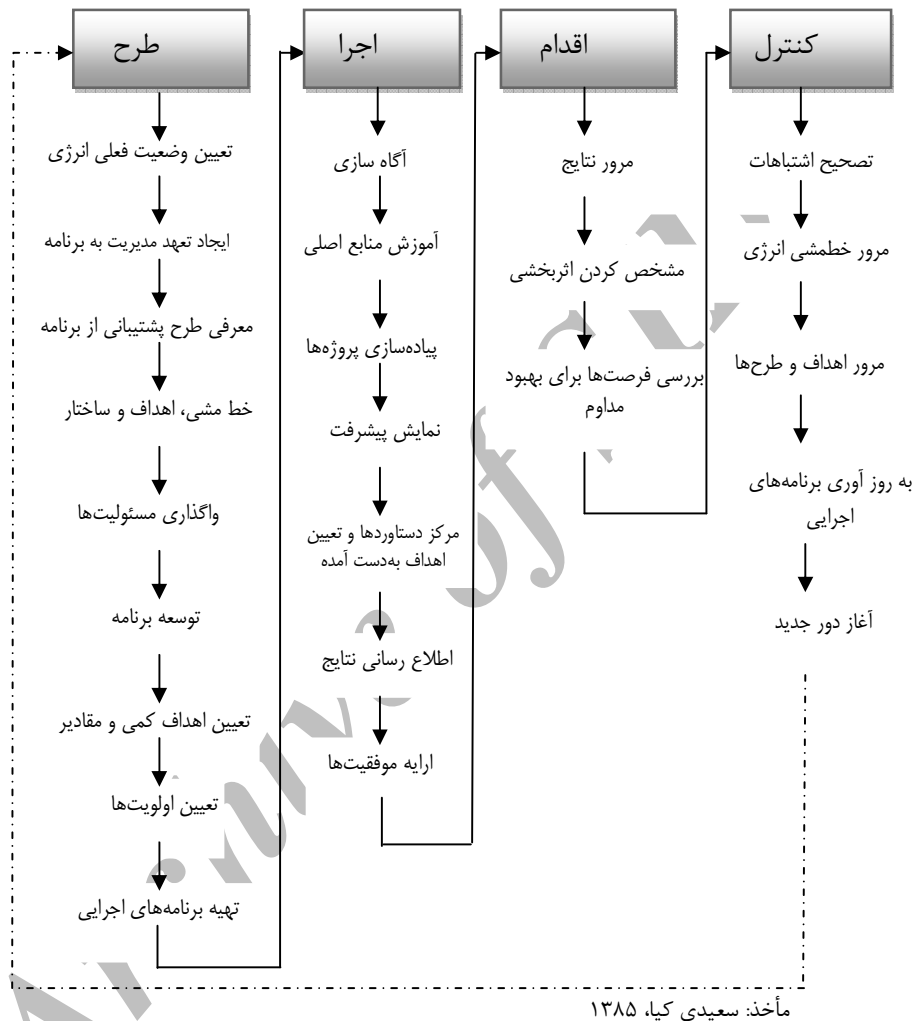 طرح
تعیین وضعیت فعلی انرژی
ایجاد تعهد مدیریت به برنامه
معرفی طرح پشتیبانی از برنامه
خط مشی، اهداف و ساختار
واگذاری مسئولیت‌ها
توسعه برنامه
تعیین اهداف کمی و مقادیر
تعیین اولویت‌ها
تهیه برنامه‌های اجرایی
اجرا
آگاه سازی
آموزش منابع اصلی
پیاده‌سازی پروژه‌ها
نمایش پیشرفت
مرکز دستاوردها و تعیین
اهداف به‌دست آمده
اطلاع رسانی نتایج
ارایه موفقیت‌ها
اقدام
مرور نتایج
مشخص کردن اثربخشی
بررسی فرصت‌ها برای بهبود
مداوم
کنترل
تصحیح اشتباهات
مرور خطمشی انرژی
مرور اهداف و طرح‌ها
به روز آوری برنامه‌های
اجرایی
آغاز دور جدید
مأخذ: سعیدی کیا، ۱۳۸۵